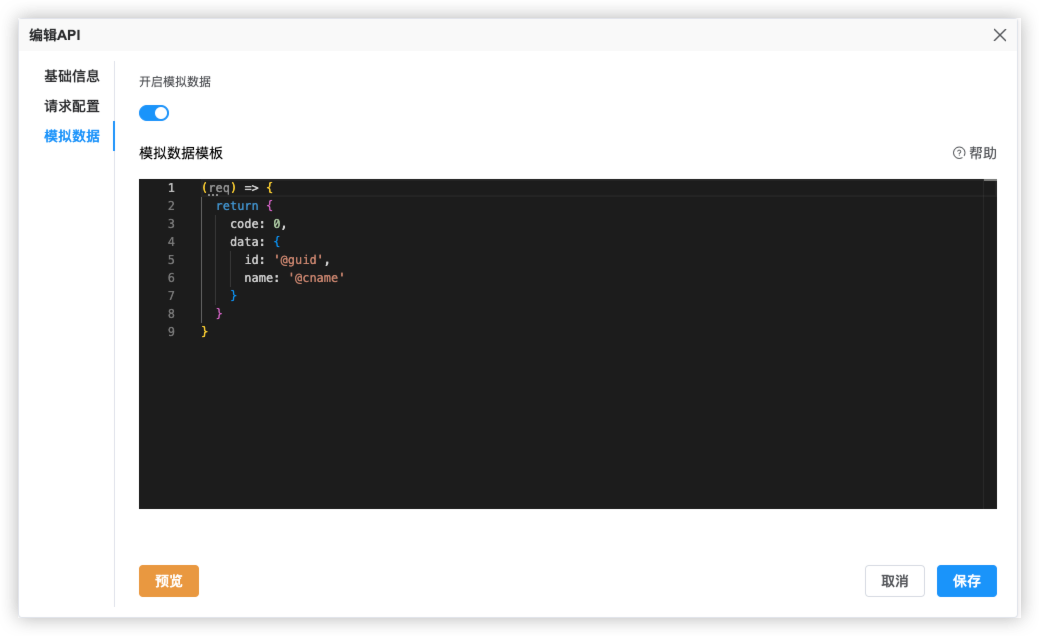 编辑API
基础信息
请求配置
模拟数据
开启模拟数据
模拟数据模板
帮助
1 (req) => {
2   return {
3     code: 0,
4     data: {
5       id: '@guid',
6       name: '@cname'
7     }
8   }
9 }
预览
取消
保存